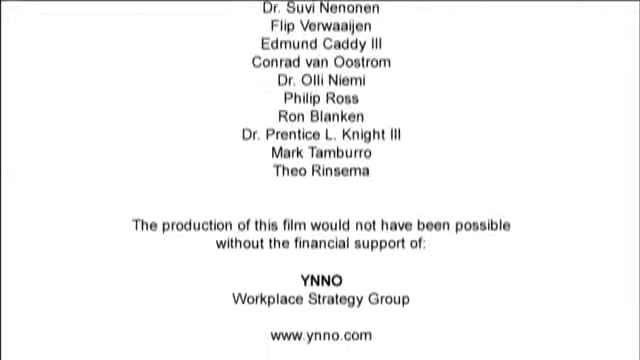 Dr. Suvi Nenonen
Flip Verwaaijen
Edmund Caddy III
Conrad van Oostrom
Dr. Olli Niemi
Philip Ross
Ron Blanken
Dr. Prentice L. Knight III
Mark Tamburro
Theo Rinsema
The production of this film would not have been possible
without the financial support of:
YNNO
Workplace Strategy Group
www.ynno.com